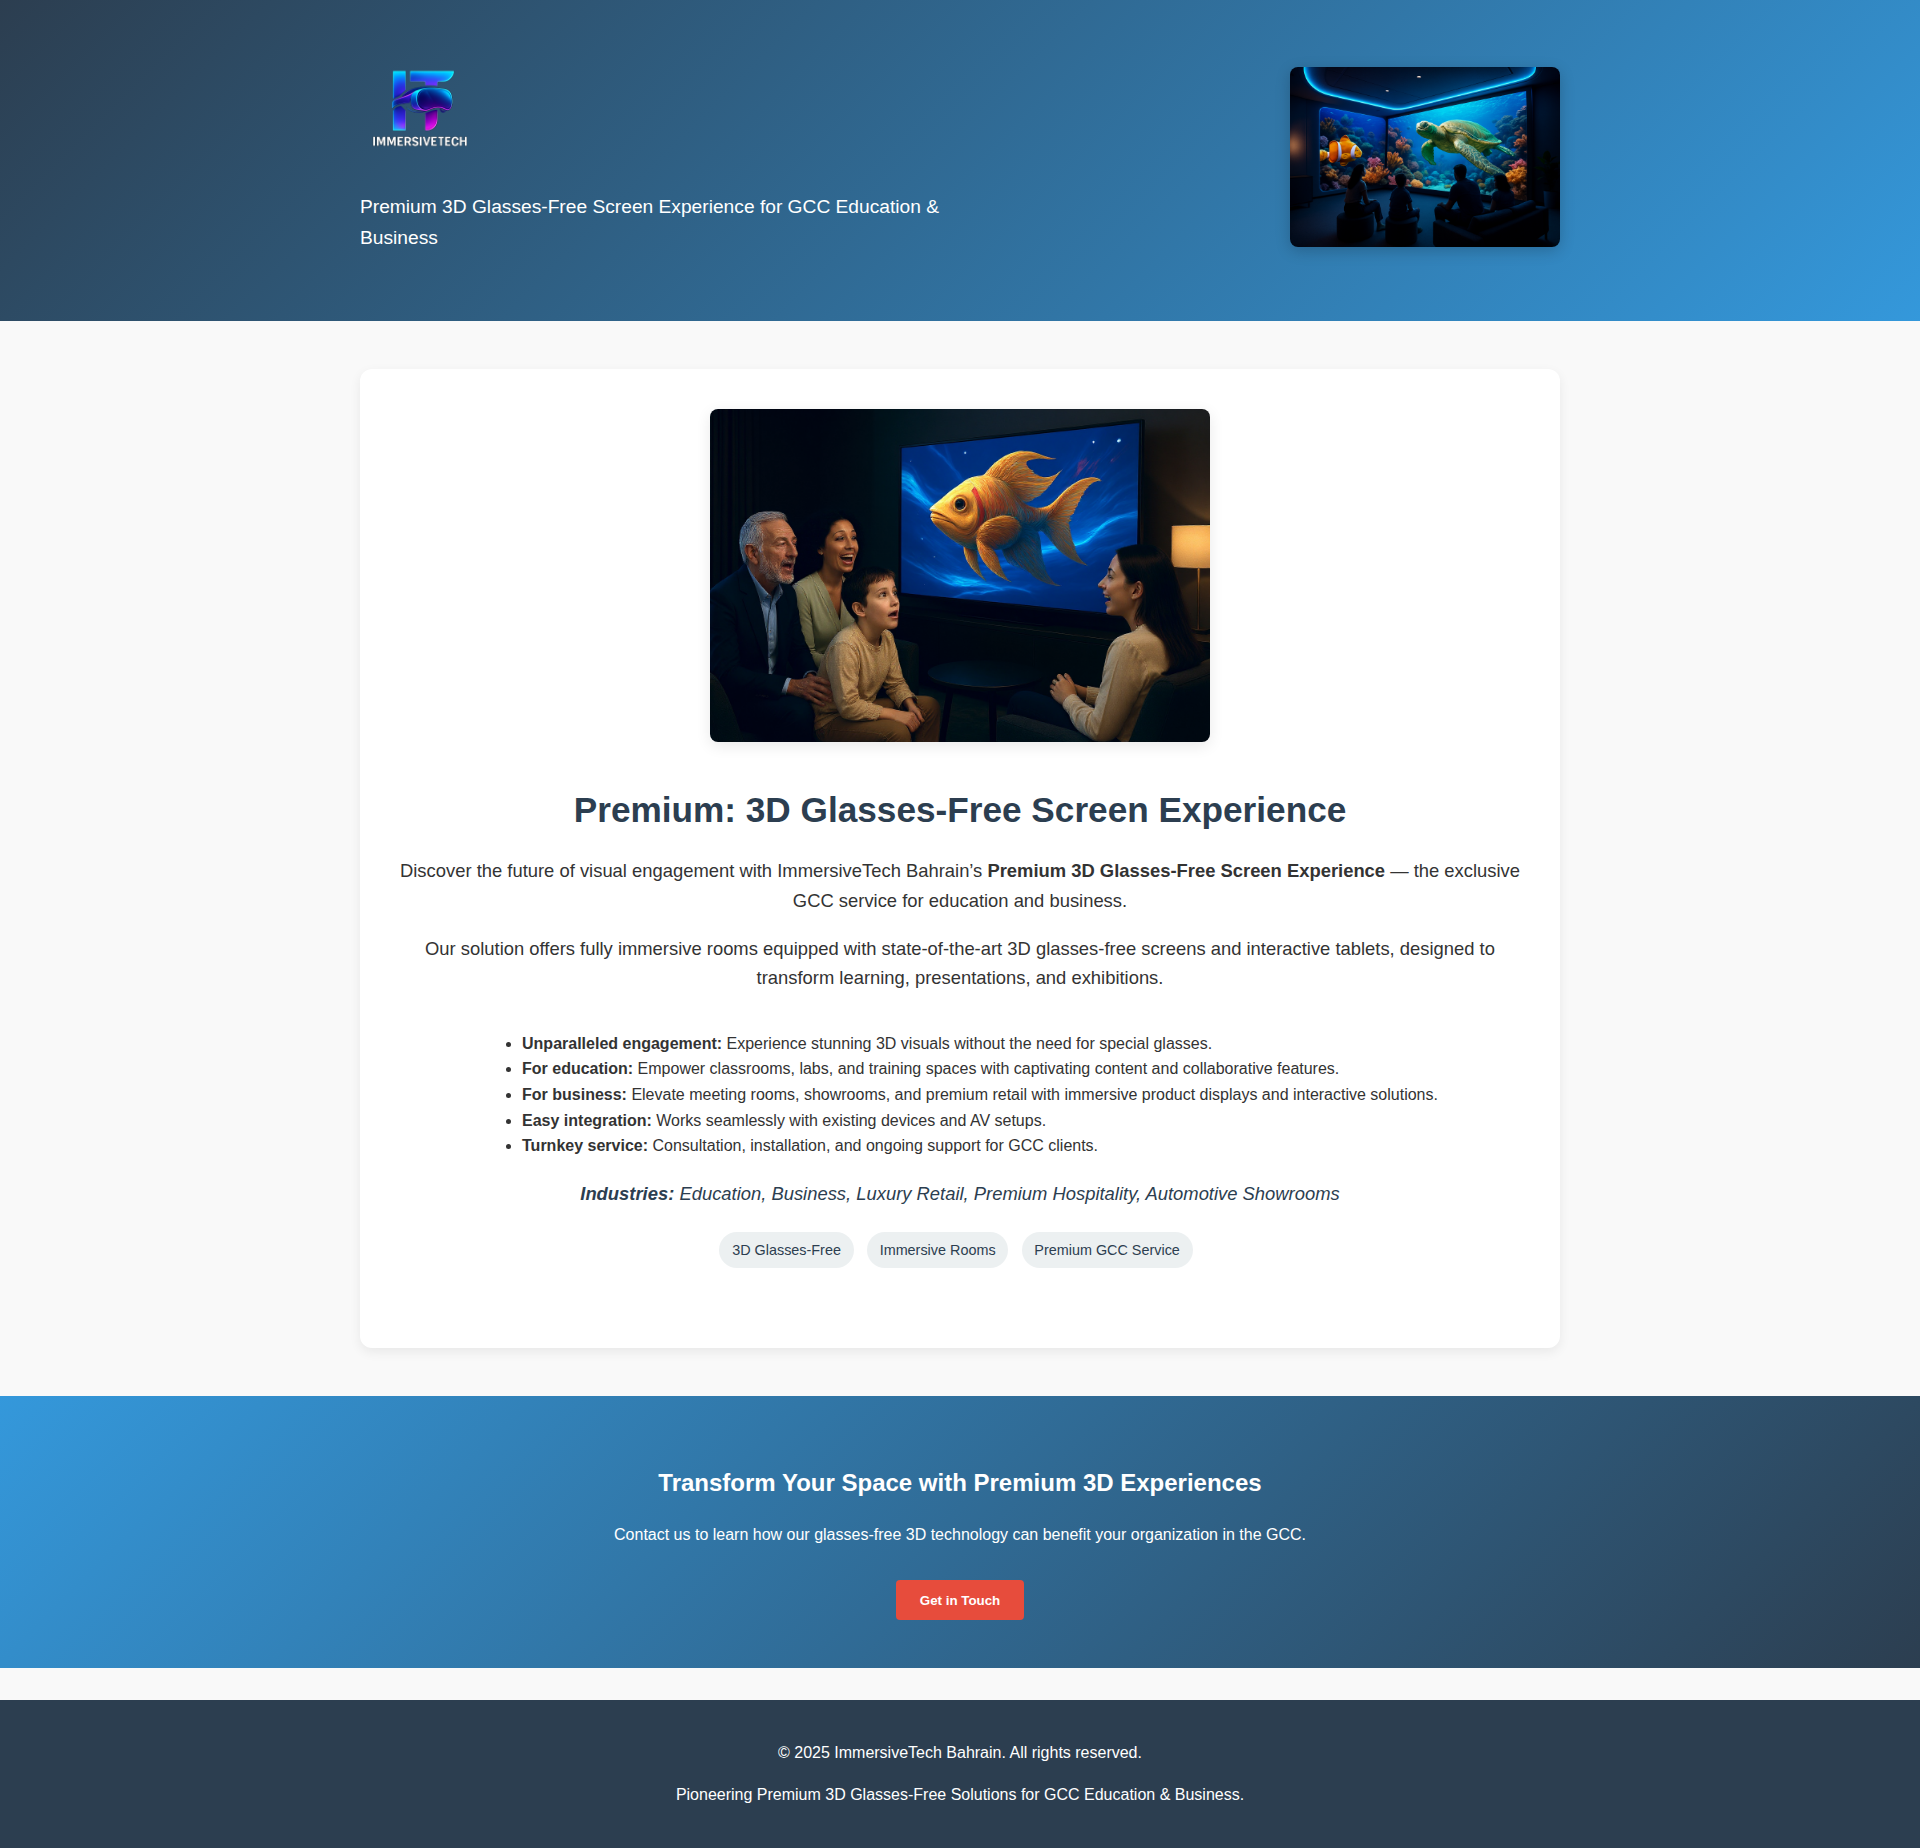 IMMERSIVETECH
Premium 3D Glasses-Free Screen Experience for GCC Education &
Business
Premium: 3D Glasses-Free Screen Experience
Discover the future of visual engagement with ImmersiveTech Bahrain’s Premium 3D Glasses-Free Screen Experience — the exclusive
GCC service for education and business.
Our solution offers fully immersive rooms equipped with state-of-the-art 3D glasses-free screens and interactive tablets, designed to
transform learning, presentations, and exhibitions.
• Unparalleled engagement: Experience stunning 3D visuals without the need for special glasses.
• For education: Empower classrooms, labs, and training spaces with captivating content and collaborative features.
• For business: Elevate meeting rooms, showrooms, and premium retail with immersive product displays and interactive solutions.
• Easy integration: Works seamlessly with existing devices and AV setups.
• Turnkey service: Consultation, installation, and ongoing support for GCC clients.
Industries: Education, Business, Luxury Retail, Premium Hospitality, Automotive Showrooms
3D Glasses-Free Immersive Rooms Premium GCC Service
Transform Your Space with Premium 3D Experiences
Contact us to learn how our glasses-free 3D technology can benefit your organization in the GCC.
Get in Touch
© 2025 ImmersiveTech Bahrain. All rights reserved.
Pioneering Premium 3D Glasses-Free Solutions for GCC Education & Business.